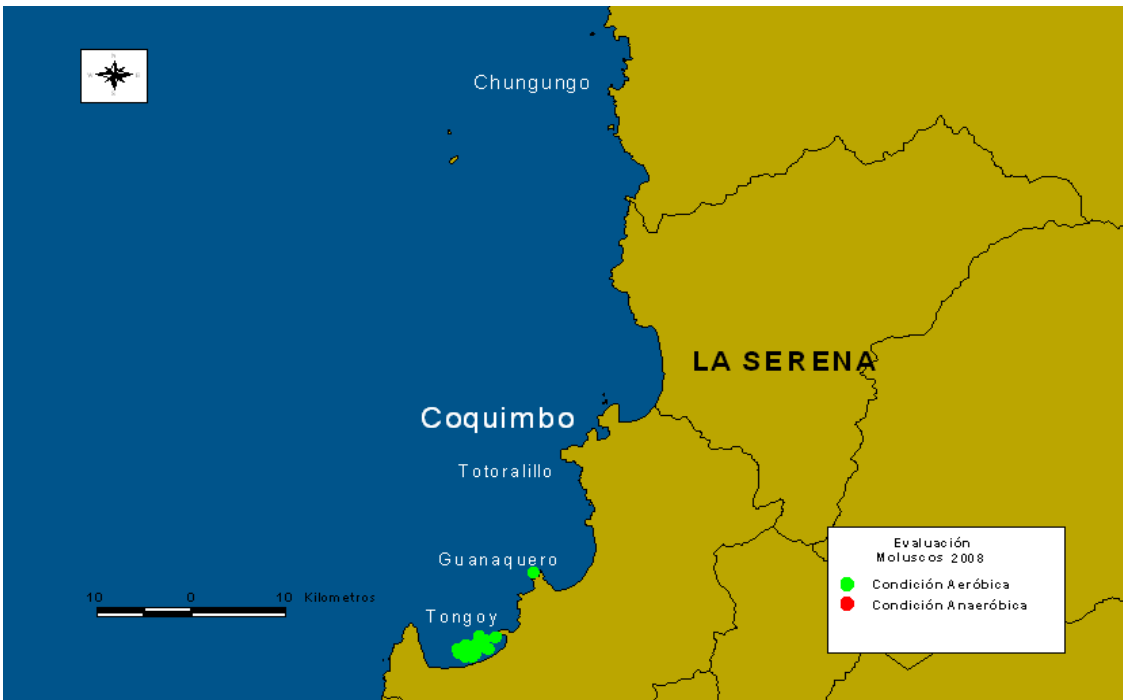 Chungungo
LA SERENA
Coquimbo
Totoralillo
Guanaquero
Tongoy
10 0 10 Kilometros
Evaluación
Moluscos 2008
Condición Aeróbica
Condición Anaeróbica